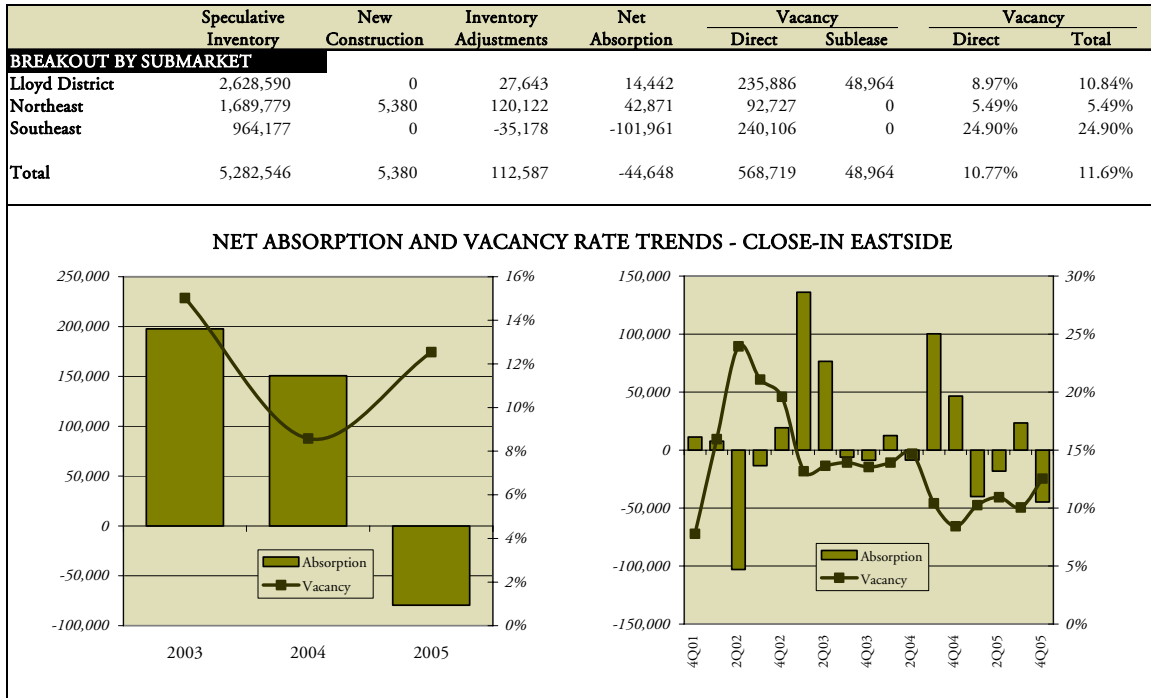 Speculative New Inventory Net Vacancy Vacancy
Inventory Construction Adjustments Absorption Direct Sublease Direct Total
BREAKOUT BY SUBMARKET
Lloyd District 2,628,590 0 27,643 14,442 235,886 48,964 8.97% 10.84%
Northeast 1,689,779 5,380 120,122 42,871 92,727 0 5.49% 5.49%
Southeast 964,177 0 -35,178 -101,961 240,106 0 24.90% 24.90%
Total 5,282,546 5,380 112,587 -44,648 568,719 48,964 10.77% 11.69%
NET ABSORPTION AND VACANCY RATE TRENDS - CLOSE-IN EASTSIDE
250,000
200,000
150,000
100,000
50,000
0
-50,000
-100,000
16%
14%
12%
10%
8%
6%
4%
2%
0%
Absorption
Vacancy
2003 2004 2005
150,000
100,000
50,000
0
-50,000
-100,000
-150,000
30%
25%
20%
15%
10%
5%
0%
Absorption
Vacancy
4Q01 2Q02 4Q02 2Q03 4Q03 2Q04 4Q04 2Q05 4Q05